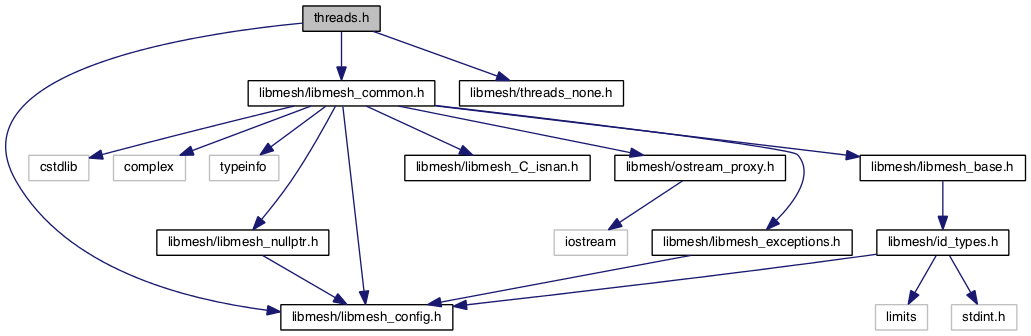 threads.h
libmesh/libmesh_common.h
libmesh/threads_none.h
cstdlib
complex
typeinfo
libmesh/libmesh_C_isnan.h
libmesh/ostream_proxy.h
libmesh/libmesh_base.h
libmesh/libmesh_nullptr.h
iostream
libmesh/libmesh_exceptions.h
libmesh/id_types.h
libmesh/libmesh_config.h
limits
stdint.h